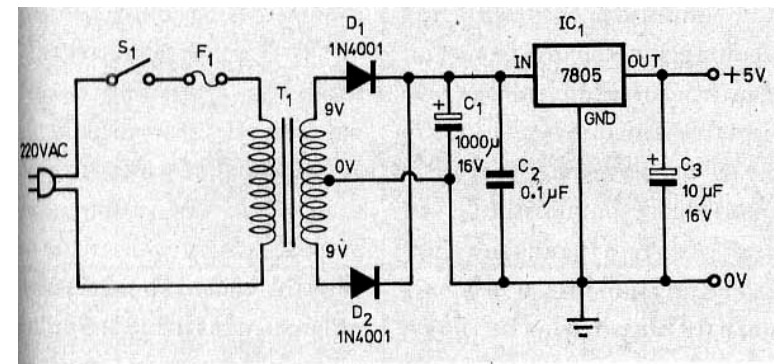 S1
F1
220VAC
T1
9V
0V
9V
D1
1N4001
D2
1N4001
+
C1
1000µ
16V
C2
0.1µF
IC1
IN
7805
OUT
GND
+
C3
10µF
16V
+5V
0V